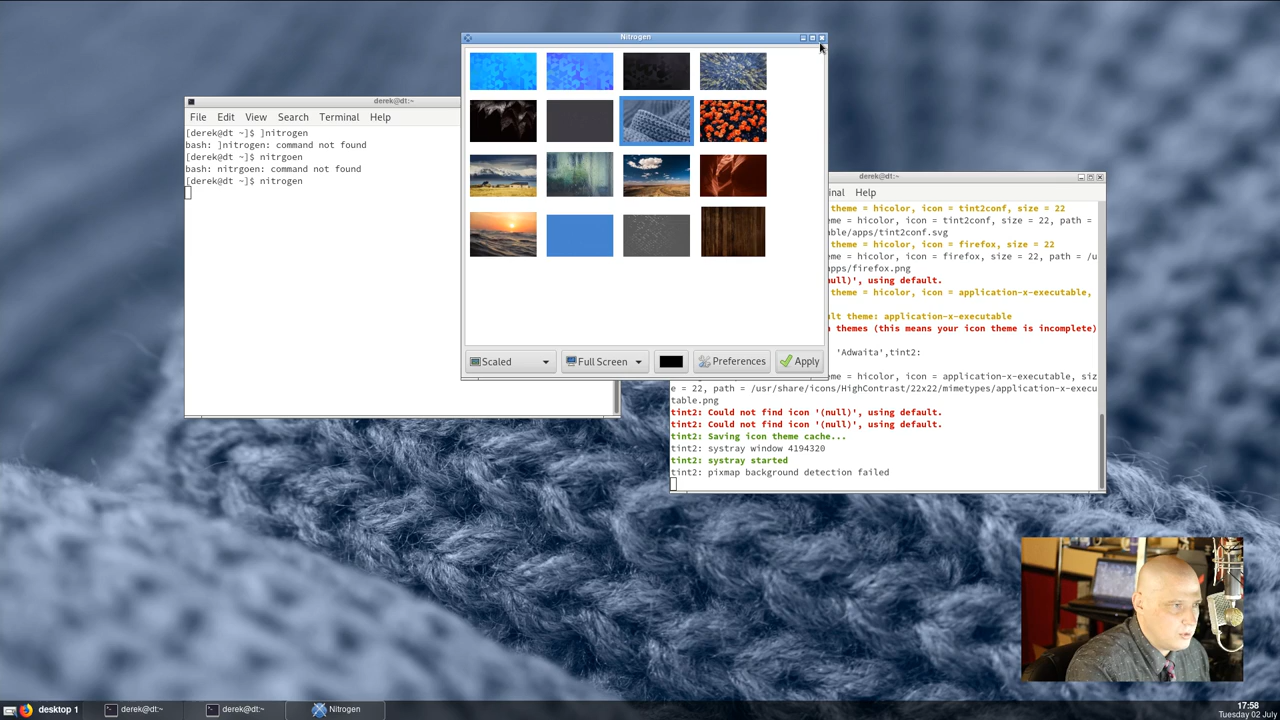 Nitrogen
derek@dt:~
File Edit View Search Terminal Help
[derek@dt ~]$ ]nitrogen
bash: ]nitrogen: command not found
[derek@dt ~]$ nitrgoen
bash: nitrgoen: command not found
[derek@dt ~]$ nitrogen
Scaled
Full Screen
Preferences
Apply
derek@dt:~
inal Help
theme = hicolor, icon = tint2conf, size = 22
eme = hicolor, icon = tint2conf, size = 22, path =
able/apps/tint2conf.svg
theme = hicolor, icon = firefox, size = 22
eme = hicolor, icon = firefox, size = 22, path = /u
apps/firefox.png
null)', using default.
theme = hicolor, icon = application-x-executable,
ult theme: application-x-executable
n themes (this means your icon theme is incomplete)
'Adwaita',tint2:
eme = hicolor, icon = application-x-executable, siz
e = 22, path = /usr/share/icons/HighContrast/22x22/mimetypes/application-x-execu
table.png
tint2: Could not find icon '(null)', using default.
tint2: Could not find icon '(null)', using default.
tint2: Saving icon theme cache...
tint2: systray window 4194320
tint2: systray started
tint2: pixmap background detection failed
desktop 1
derek@dt:~
derek@dt:~
Nitrogen
17:58
Tuesday 02 July